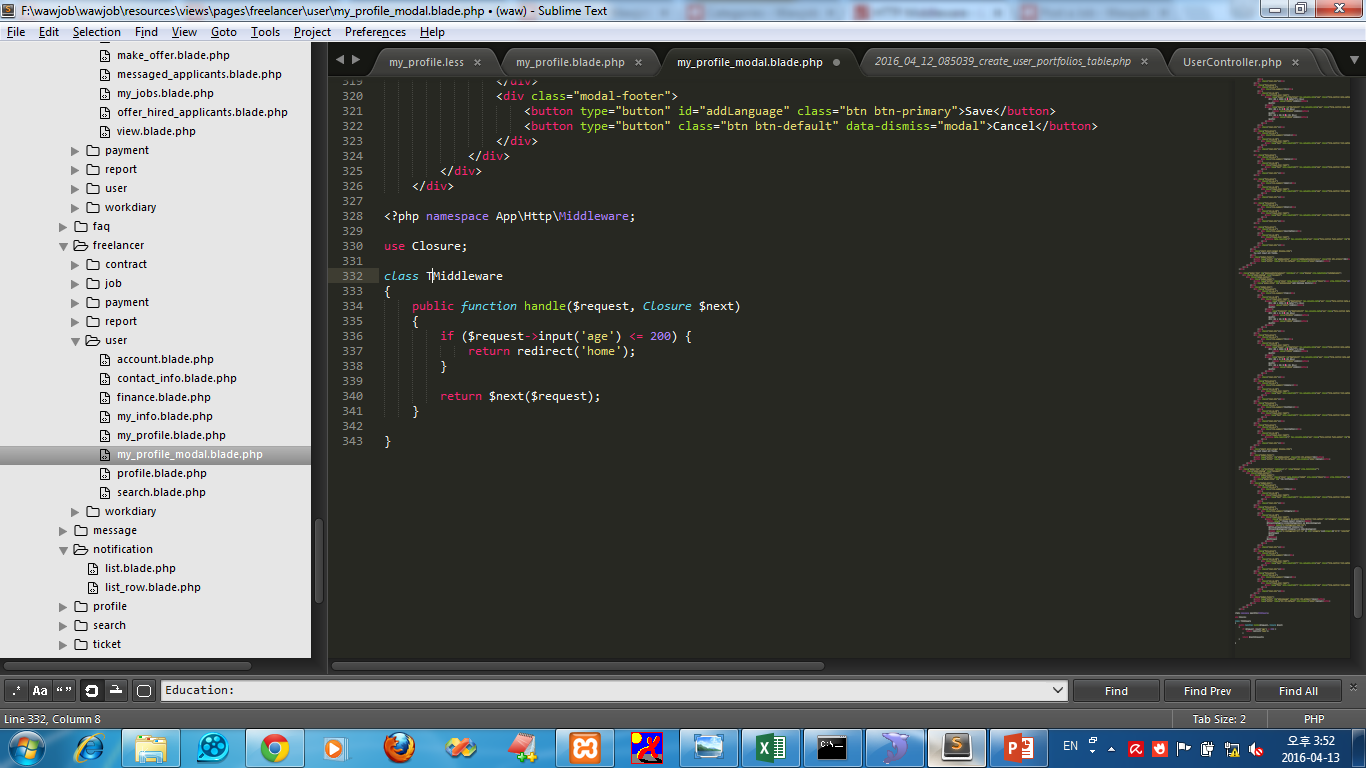 F:\wawjob\wawjob\resources\views\pages\freelancer\user\my_profile_modal.blade.php • (waw) - Sublime Text
File Edit Selection Find View Goto Tools Project Preferences Help
make_offer.blade.php
messaged_applicants.blade.php
my_jobs.blade.php
offer_hired_applicants.blade.php
view.blade.php
payment
report
user
workdiary
faq
freelancer
contract
job
payment
report
user
account.blade.php
contact_info.blade.php
finance.blade.php
my_info.blade.php
my_profile.blade.php
my_profile_modal.blade.php
profile.blade.php
search.blade.php
workdiary
message
notification
list.blade.php
list_row.blade.php
profile
search
ticket
my_profile.less × my_profile.blade.php × my_profile_modal.blade.php • 2016_04_12_085039_create_user_portfolios_table.php × UserController.php ×
319 </div>
320 <div class="modal-footer">
321 <button type="button" id="addLanguage" class="btn btn-primary">Save</button>
322 <button type="button" class="btn btn-default" data-dismiss="modal">Cancel</button>
323 </div>
324 </div>
325 </div>
326 </div>
327
328 <?php namespace App\Http\Middleware;
329
330 use Closure;
331
332 class TMiddleware
333 {
334 public function handle($request, Closure $next)
335 {
336 if ($request->input('age') <= 200) {
337 return redirect('home');
338 }
339
340 return $next($request);
341 }
342
343 }
.* Aa “ ” Education: Find Find Prev Find All
Line 332, Column 8 Tab Size: 2 PHP
EN 오후 3:52
2016-04-13